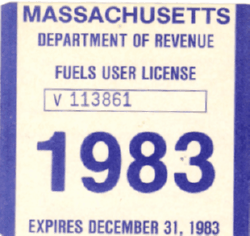 MASSACHUSETTS
DEPARTMENT OF REVENUE
FUELS USER LICENSE
V 113861
1983
EXPIRES DECEMBER 31, 1983